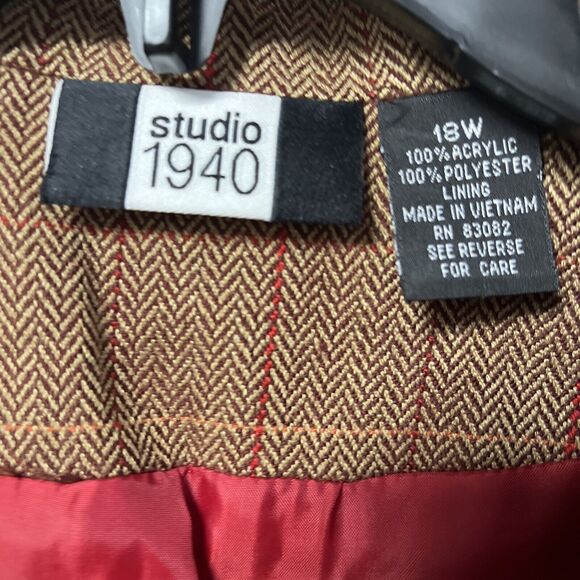 studio
1940
18W
100% ACRYLIC
100% POLYESTER
LINING
MADE IN VIETNAM
RN 83082
SEE REVERSE
FOR CARE